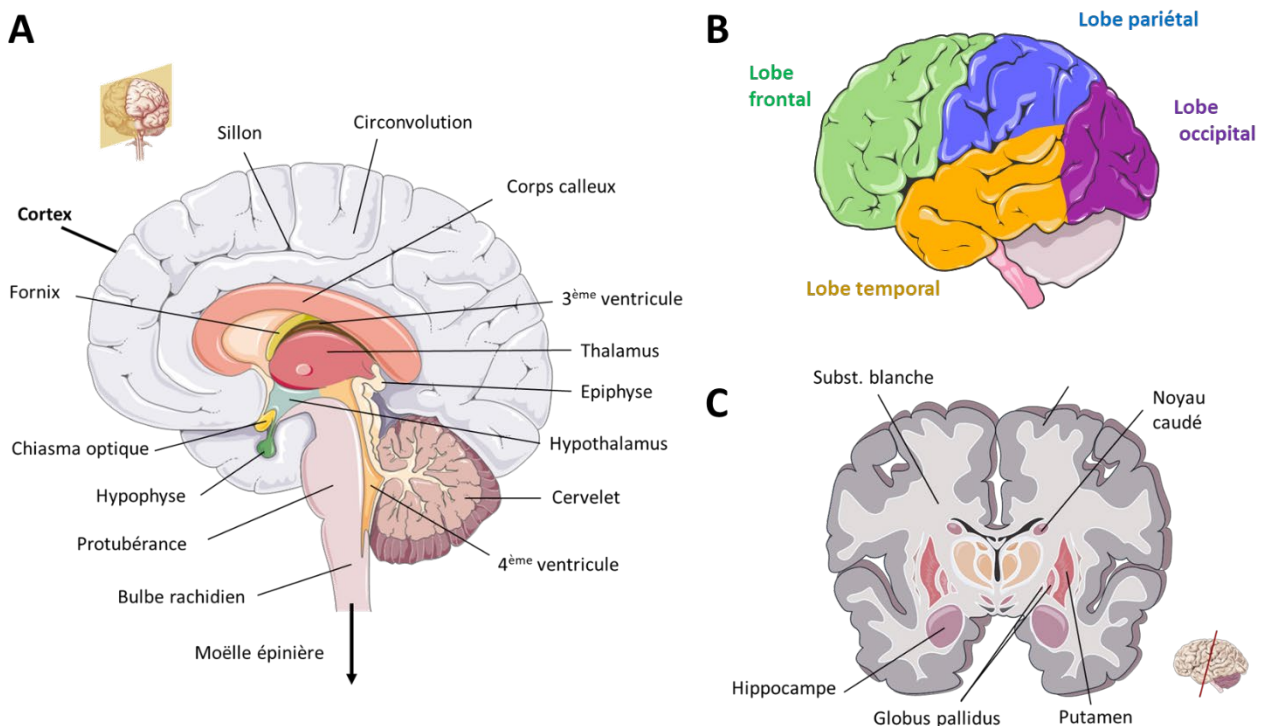 A
Sillon
Circonvolution
Corps calleux
Cortex
Fornix
3ème ventricule
Thalamus
Epiphyse
Chiasma optique
Hypothalamus
Hypophyse
Cervelet
Protubérance
4ème ventricule
Bulbe rachidien
Moëlle épinière
B
Lobe pariétal
Lobe
frontal
Lobe
occipital
Lobe temporal
C
Subst. blanche
Noyau
caudé
Hippocampe
Globus pallidus
Putamen